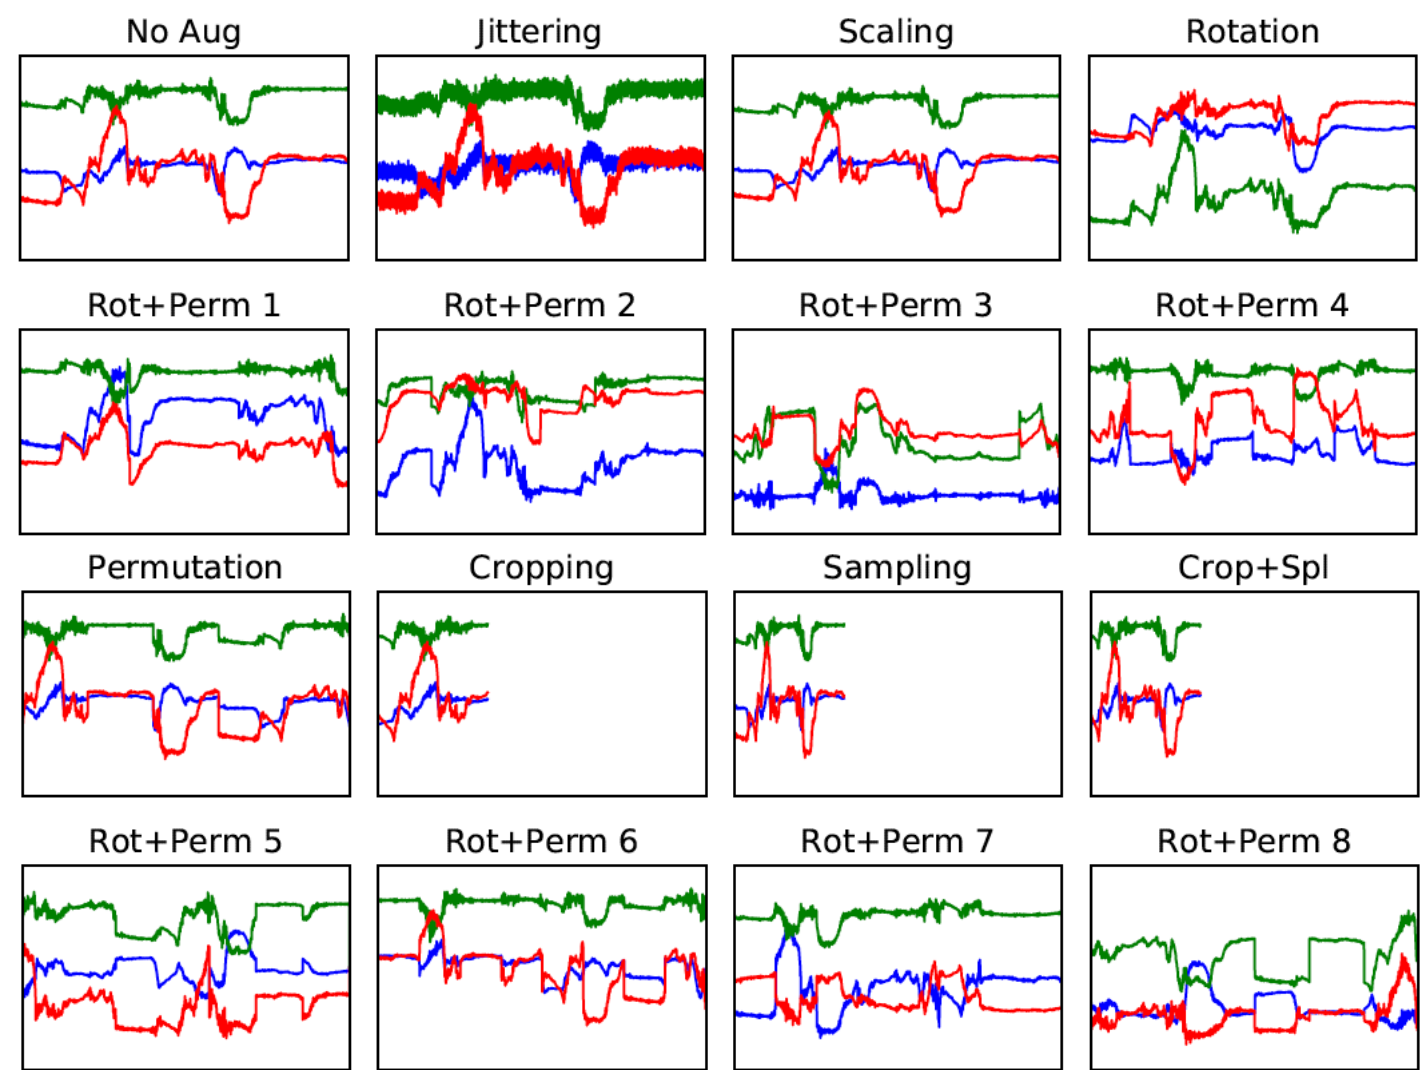 No Aug
Jittering
Scaling
Rotation
Rot+Perm 1
Rot+Perm 2
Rot+Perm 3
Rot+Perm 4
Permutation
Cropping
Sampling
Crop+Spl
Rot+Perm 5
Rot+Perm 6
Rot+Perm 7
Rot+Perm 8